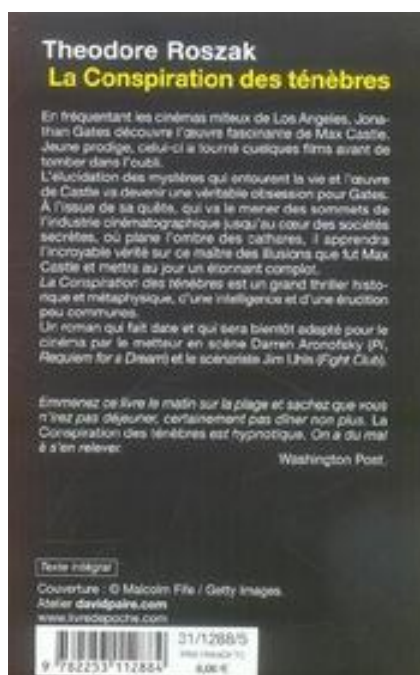 Theodore Roszak
La Conspiration des ténèbres
En fréquentant les cinémas miteux de Los Angeles, Jona-
than Gates découvre l'œuvre fascinante de Max Castle.
Jeune prodige, celui-ci a tourné quelques films avant de
tomber dans l'oubli.
L'élucidation des mystères qui entourent la vie et l'œuvre
de Castle va devenir une véritable obsession pour Gates.
À l'issue de sa quête, qui va le mener des sommets de
l'industrie cinématographique jusqu'au cœur des sociétés
secrètes, où plane l'ombre des cathares, il apprendra
l'incroyable vérité sur ce maître des illusions que fut Max
Castle et mettra au jour un étonnant complot.
La Conspiration des ténèbres est un grand thriller histo-
rique et métaphysique, d'une intelligence et d'une érudition
peu communes.
Un roman qui fait date et qui sera bientôt adapté pour le
cinéma par le metteur en scène Darren Aronofsky (Pi,
Requiem for a Dream) et le scénariste Jim Uhls (Fight Club).
Emmenez ce livre le matin sur la plage et sachez que vous
n'irez pas déjeuner, certainement pas dîner non plus. La
Conspiration des ténèbres est hypnotique. On a du mal
à s'en relever.
Washington Post.
Texte intégral
Couverture : © Malcolm Fife / Getty Images.
Atelier davidpaire.com
www.livredepoche.com
31/1288/5
9 782253 112884